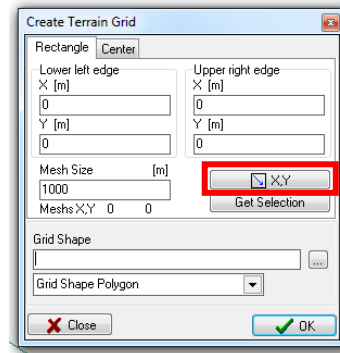 Create Terrain Grid
Rectangle Center
Lower left edge Upper right edge
X [m] X [m]
0 0
Y [m] Y [m]
0 0
Mesh Size [m] X,Y
1000
Meshs X,Y 0 0 Get Selection
Grid Shape
...
Grid Shape Polygon
Close OK